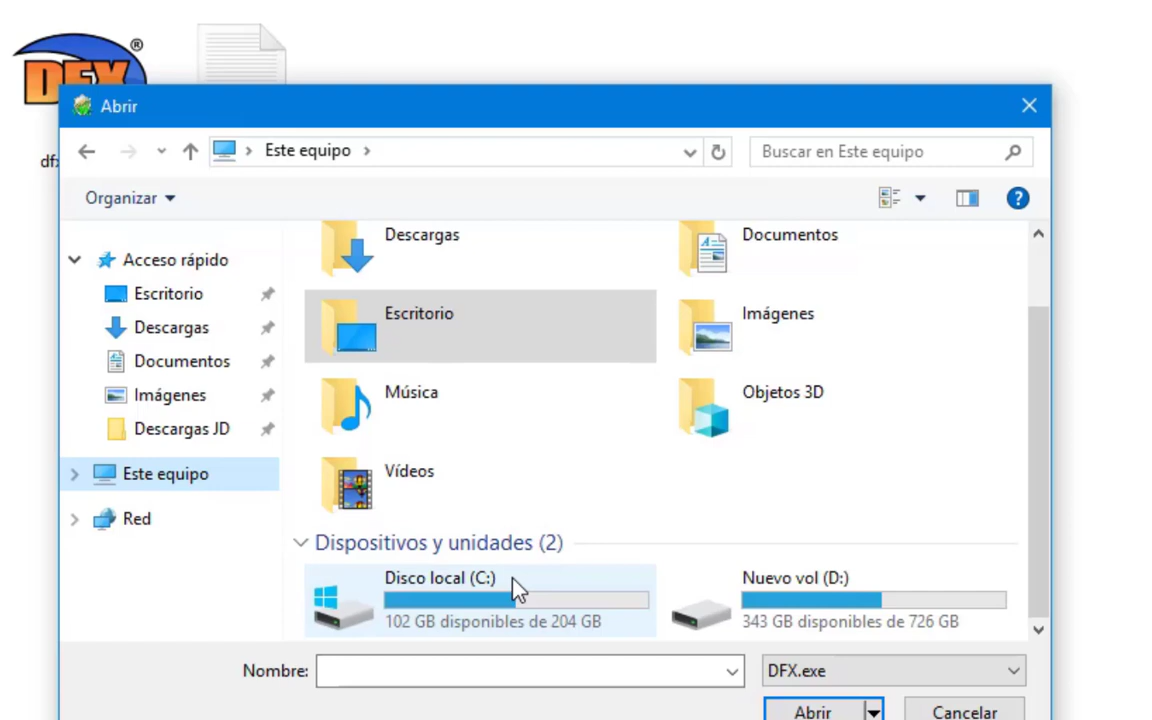 DFX ®
dfx
Abrir
Este equipo
Buscar en Este equipo
Organizar
Acceso rápido
Escritorio
Descargas
Documentos
Imágenes
Descargas JD
Este equipo
Red
Descargas
Documentos
Escritorio
Imágenes
Música
Objetos 3D
Vídeos
Dispositivos y unidades (2)
Disco local (C:)
102 GB disponibles de 204 GB
Nuevo vol (D:)
343 GB disponibles de 726 GB
Nombre:
DFX.exe
Abrir
Cancelar